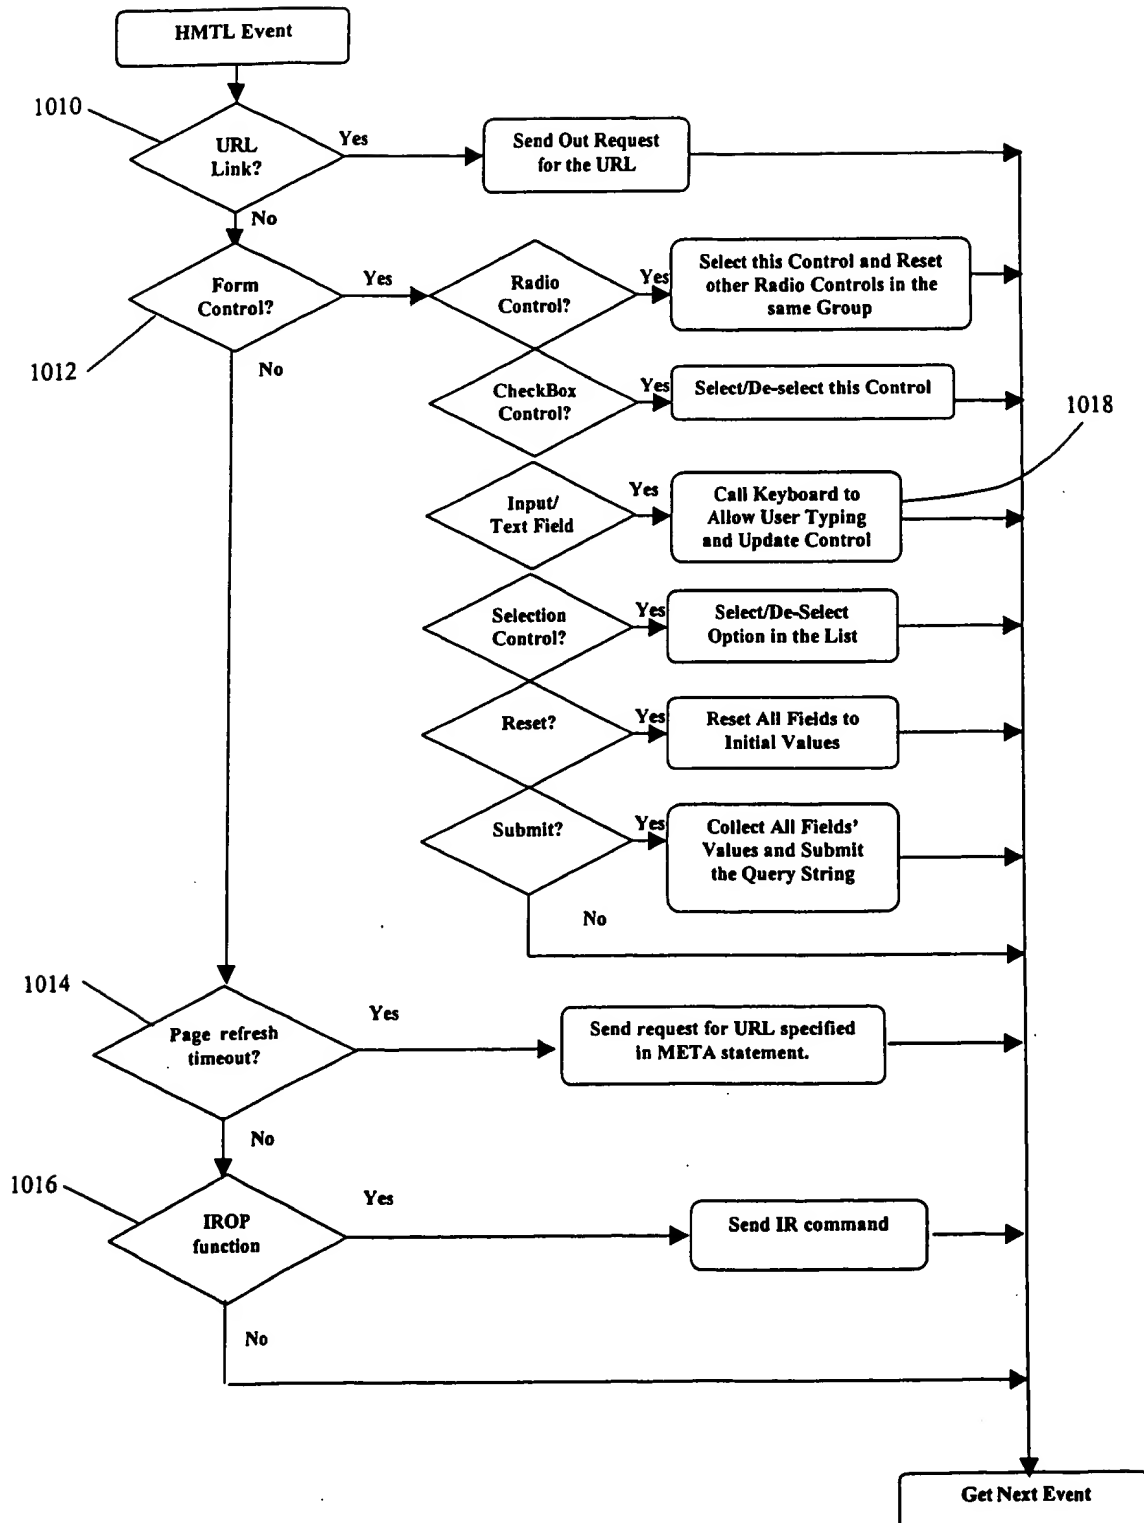 HMTL Event
1010
URL
Link?
Yes
Send Out Request
for the URL
No
Form
Control?
Yes
Radio
Control?
Yes
Select this Control and Reset
other Radio Controls in the
same Group
1012
No
CheckBox
Control?
Yes
Select/De-select this Control
1018
Input/
Text Field
Yes
Call Keyboard to
Allow User Typing
and Update Control
Selection
Control?
Yes
Select/De-Select
Option in the List
Reset?
Yes
Reset All Fields to
Initial Values
Submit?
Yes
Collect All Fields'
Values and Submit
the Query String
No
1014
Page refresh
timeout?
Yes
Send request for URL specified
in META statement.
No
1016
IROP
function
Yes
Send IR command
No
Get Next Event